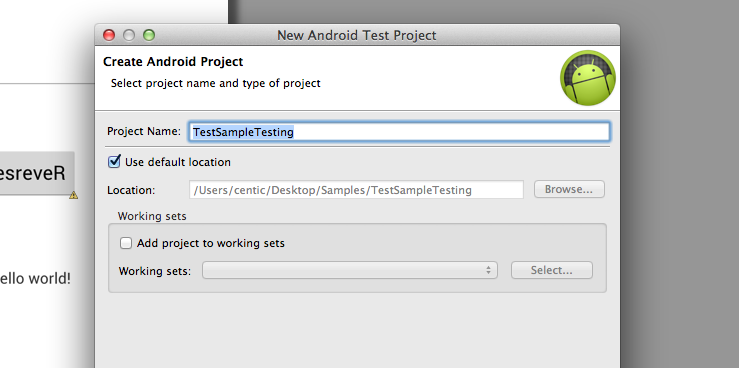 New Android Test Project
Create Android Project
Select project name and type of project
Project Name: TestSampleTesting
Use default location
Location: /Users/centic/Desktop/Samples/TestSampleTesting Browse...
Working sets
Add project to working sets
Working sets: Select...
esreveR
ello world!